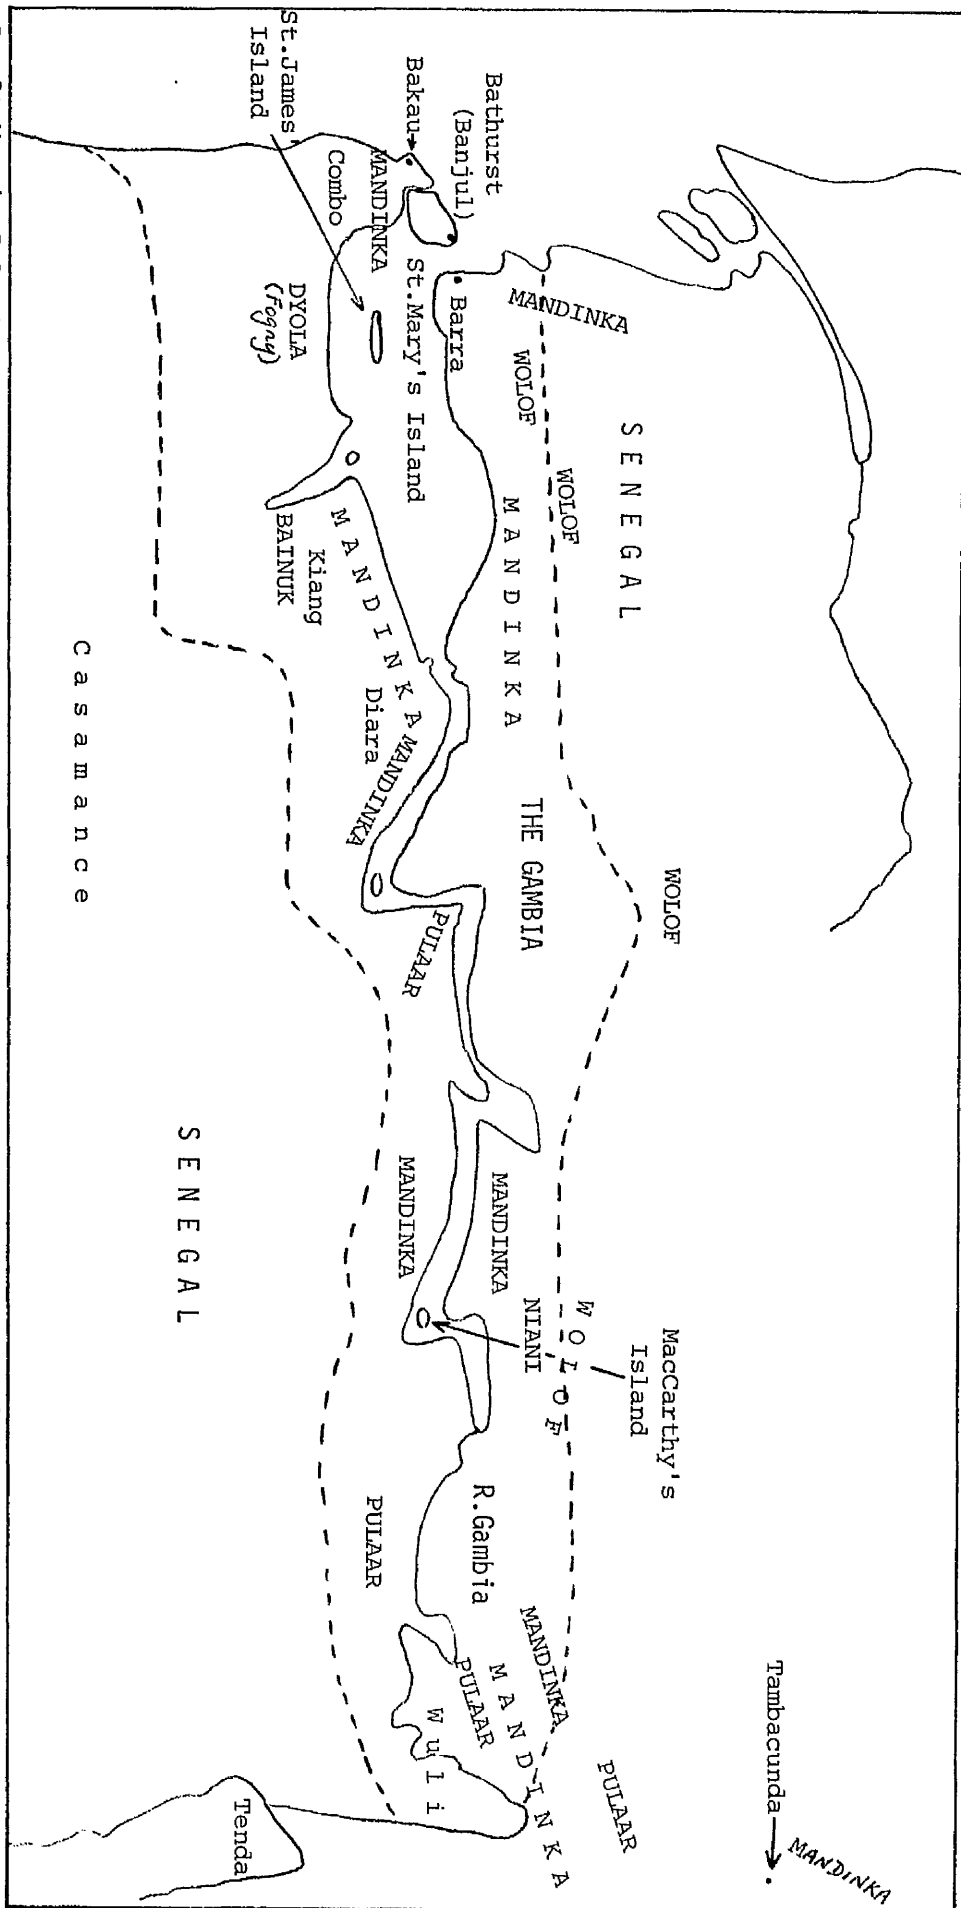 Tambacunda
MANDINKA
PULAAR
MacCarthy's
Island
WOLOF
SENEGAL
WOLOF
WOLOF
MANDINKA
WOLOF
MANDINKA
THE GAMBIA
WOLOF
NIANI
MANDINKA
MANDINKA
MANDINKA
PULAAR
Wuli
R.Gambia
Bathurst
(Banjul)
Barra
Bakau
St.Mary's Island
MANDINKA
Combo
St.James'
Island
DYOLA
(Fogny)
MANDINKA
Kiang
BAINUK
MANDINKA
Diara
PULAAR
MANDINKA
PULAAR
Tenda
SENEGAL
Casamance